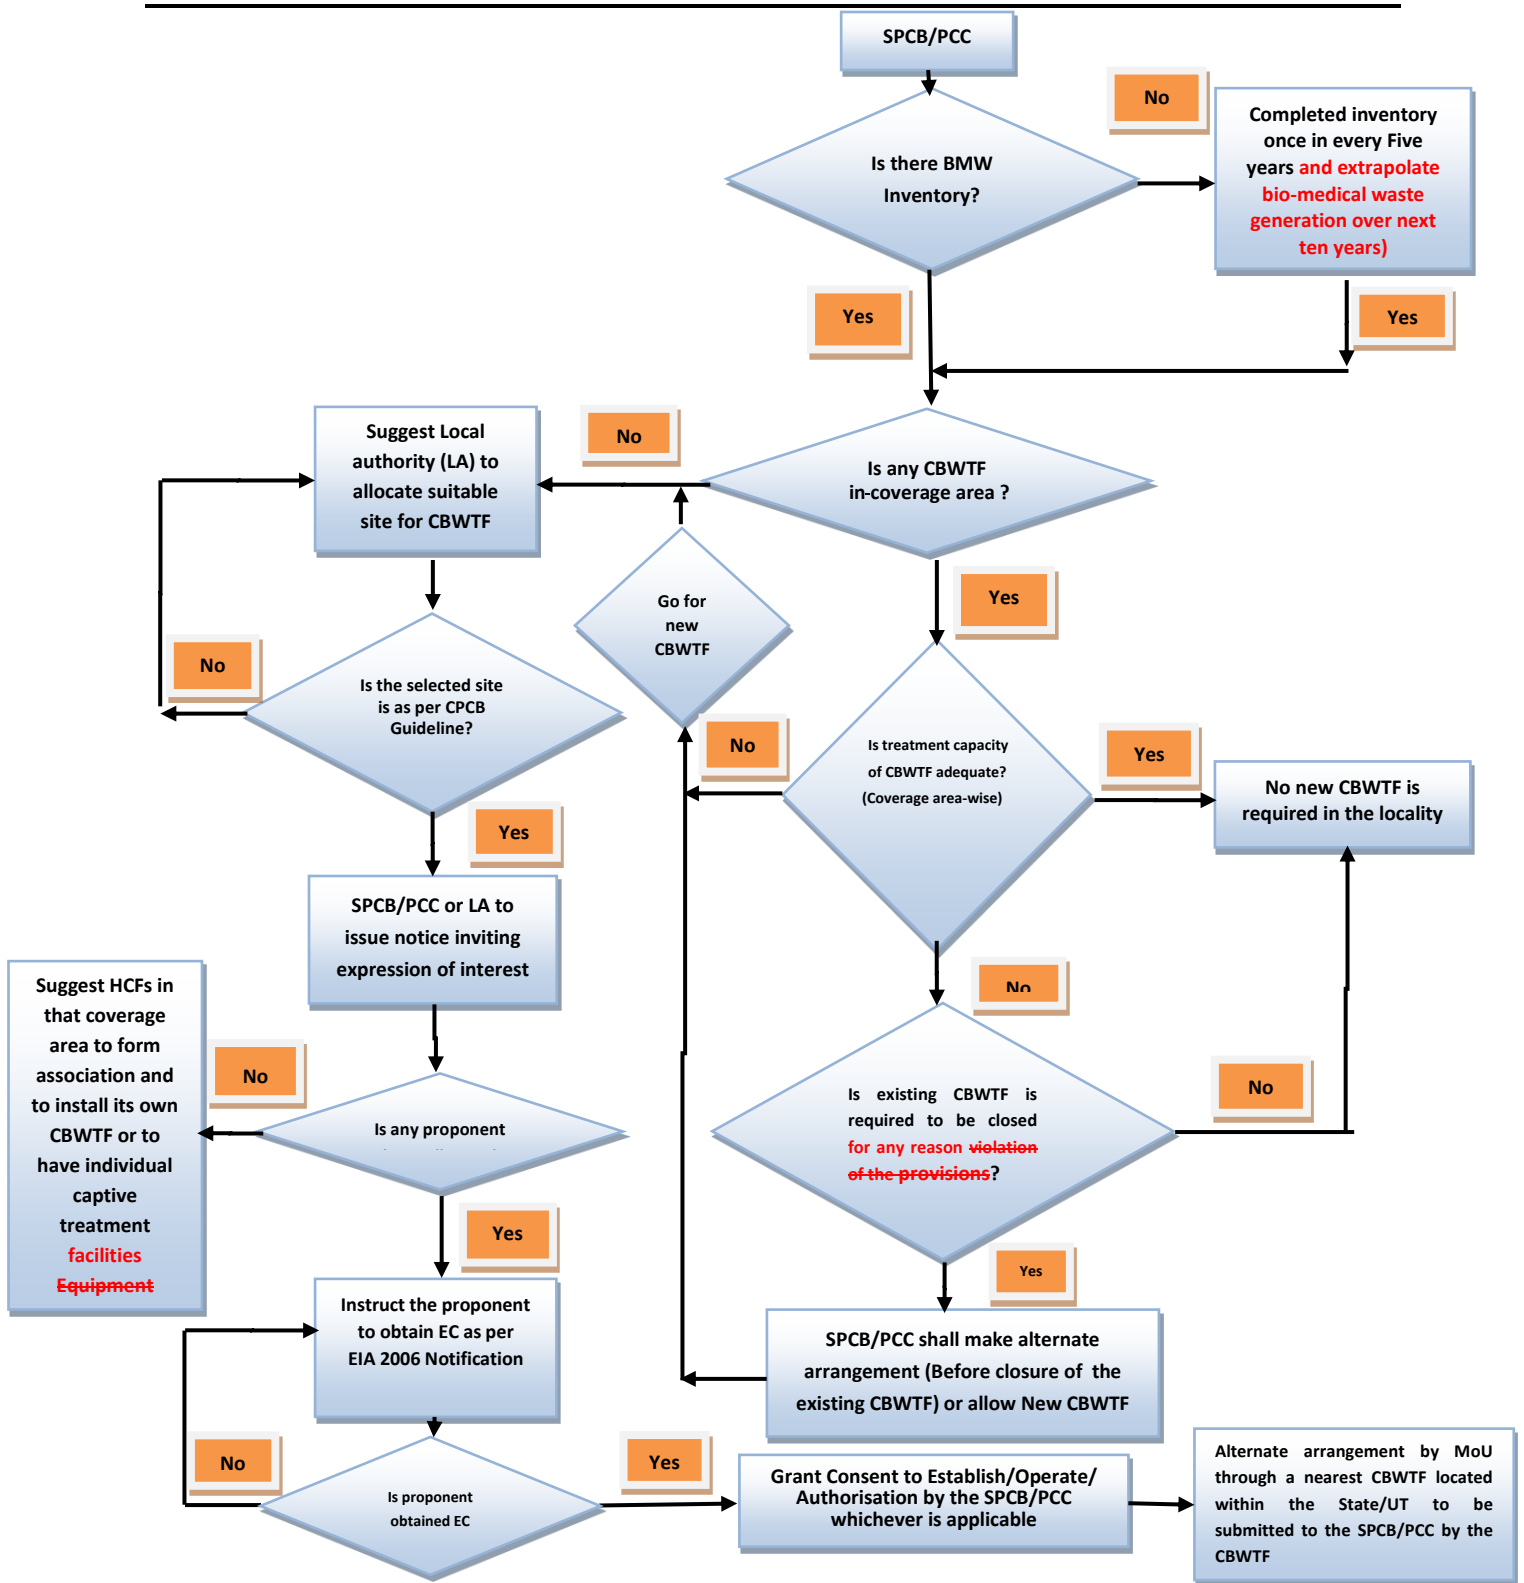 SPCB/PCC
No
Completed inventory
once in every Five
years and extrapolate
bio-medical waste
generation over next
ten years)
Is there BMW
Inventory?
Yes
Yes
Suggest Local
authority (LA) to
allocate suitable
site for CBWTF
No
Is any CBWTF
in-coverage area ?
Yes
Go for
new
CBWTF
No
Is the selected site
is as per CPCB
Guideline?
No
Is treatment capacity
of CBWTF adequate?
(Coverage area-wise)
Yes
No new CBWTF is
required in the locality
Yes
SPCB/PCC or LA to
issue notice inviting
expression of interest
No
Suggest HCFs in
that coverage
area to form
association and
to install its own
CBWTF or to
have individual
captive
treatment
facilities
Equipment
No
Is any proponent
Is existing CBWTF is
required to be closed
for any reason violation
of the provisions?
No
Yes
Yes
Instruct the proponent
to obtain EC as per
EIA 2006 Notification
SPCB/PCC shall make alternate
arrangement (Before closure of the
existing CBWTF) or allow New CBWTF
No
Is proponent
obtained EC
Yes
Grant Consent to Establish/Operate/
Authorisation by the SPCB/PCC
whichever is applicable
Alternate arrangement by MoU
through a nearest CBWTF located
within the State/UT to be
submitted to the SPCB/PCC by the
CBWTF